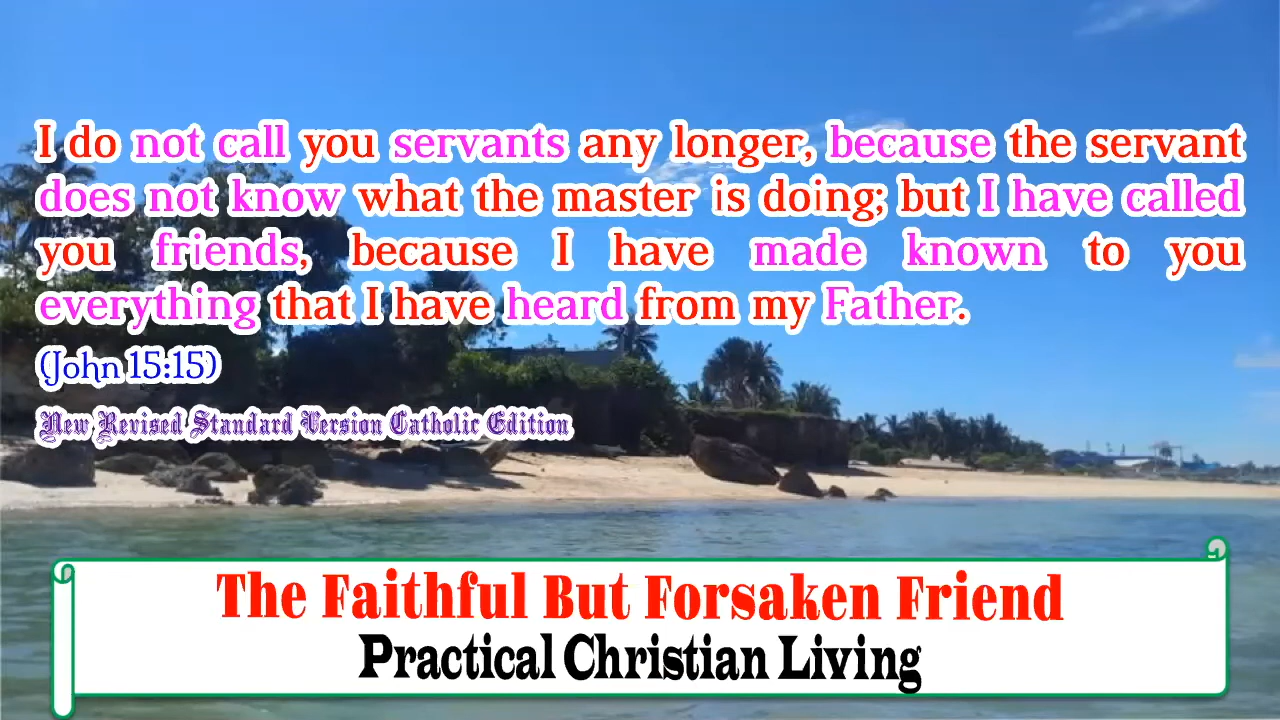 I do not call you servants any longer, because the servant
does not know what the master is doing; but I have called
you friends, because I have made known to you
everything that I have heard from my Father.
(John 15:15)
New Revised Standard Version Catholic Edition
The Faithful But Forsaken Friend
Practical Christian Living